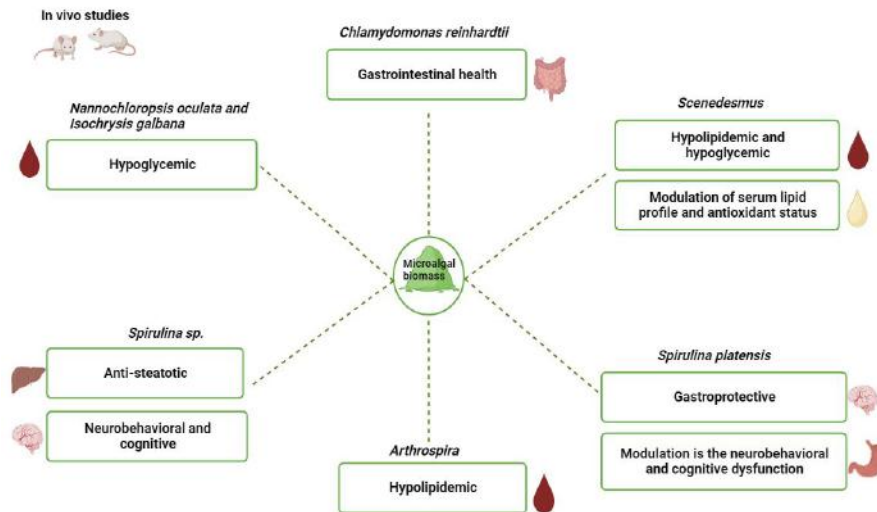 In vivo studies
Chlamydomonas reinhardtii
Gastrointestinal health
Nannochloropsis oculata and
Isochrysis galbana
Hypoglycemic
Scenedesmus
Hypolipidemic and
hypoglycemic
Modulation of serum lipid
profile and antioxidant status
Microalgal
biomass
Spirulina sp.
Anti-steatotic
Neurobehavioral and
cognitive
Arthrospira
Hypolipidemic
Spirulina platensis
Gastroprotective
Modulation is the neurobehavioral
and cognitive dysfunction